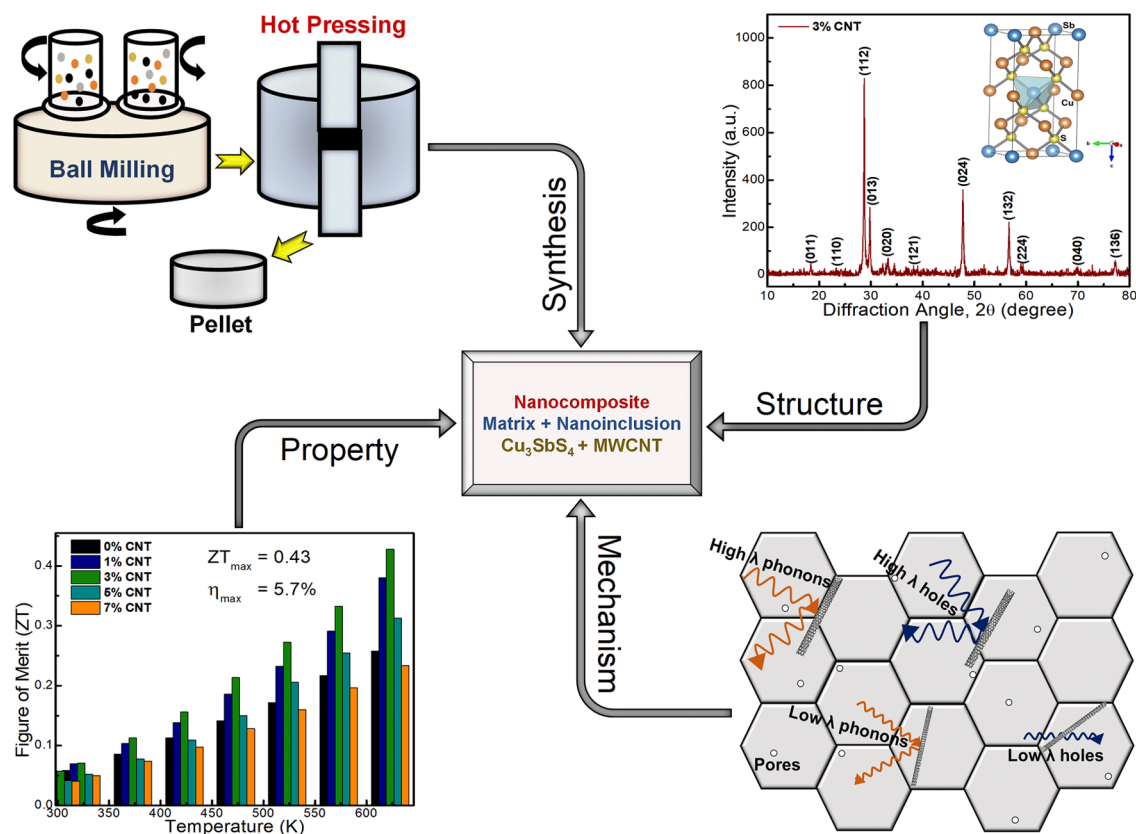 Hot Pressing
Ball Milling
Pellet
Synthesis
3% CNT
Sb
Cu
S
b
a
c
1000
800
600
400
200
0
Intensity (a.u.)
(011)
(110)
(112)
(013)
(020)
(121)
(024)
(132)
(224)
(040)
(136)
10 20 30 40 50 60 70 80
Diffraction Angle, 2θ (degree)
Structure
Nanocomposite
Matrix + Nanoinclusion
Cu₃SbS₄ + MWCNT
Property
Mechanism
0% CNT
1% CNT
3% CNT
5% CNT
7% CNT
ZTmax = 0.43
ηmax = 5.7%
0.4
0.3
0.2
0.1
0.0
Figure of Merit (ZT)
300 350 400 450 500 550 600
Temperature (K)
High λ phonons
High λ holes
Low λ phonons
Low λ holes
Pores